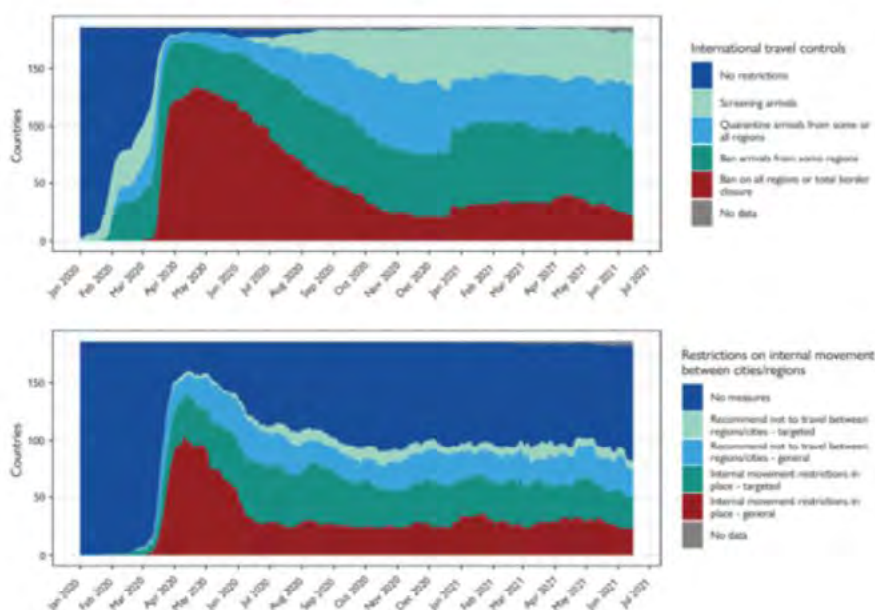 International travel controls
No restrictions
Screening arrivals
Quarantine arrivals from some or
all regions
Ban arrivals from some regions
Ban on all regions or total border
closure
No data
Countries
150
100
50
0
Jan 2020
Feb 2020
Mar 2020
Apr 2020
May 2020
Jun 2020
Jul 2020
Aug 2020
Sep 2020
Oct 2020
Nov 2020
Dec 2020
Jan 2021
Feb 2021
Mar 2021
Apr 2021
May 2021
Jun 2021
Jul 2021
Restrictions on internal movement
between cities/regions
No measures
Recommend not to travel between
regions/cities - targeted
Recommend not to travel between
regions/cities - general
Internal movement restrictions in
place - targeted
Internal movement restrictions in
place - general
No data
Countries
150
100
50
0
Jan 2020
Feb 2020
Mar 2020
Apr 2020
May 2020
Jun 2020
Jul 2020
Aug 2020
Sep 2020
Oct 2020
Nov 2020
Dec 2020
Jan 2021
Feb 2021
Mar 2021
Apr 2021
May 2021
Jun 2021
Jul 2021